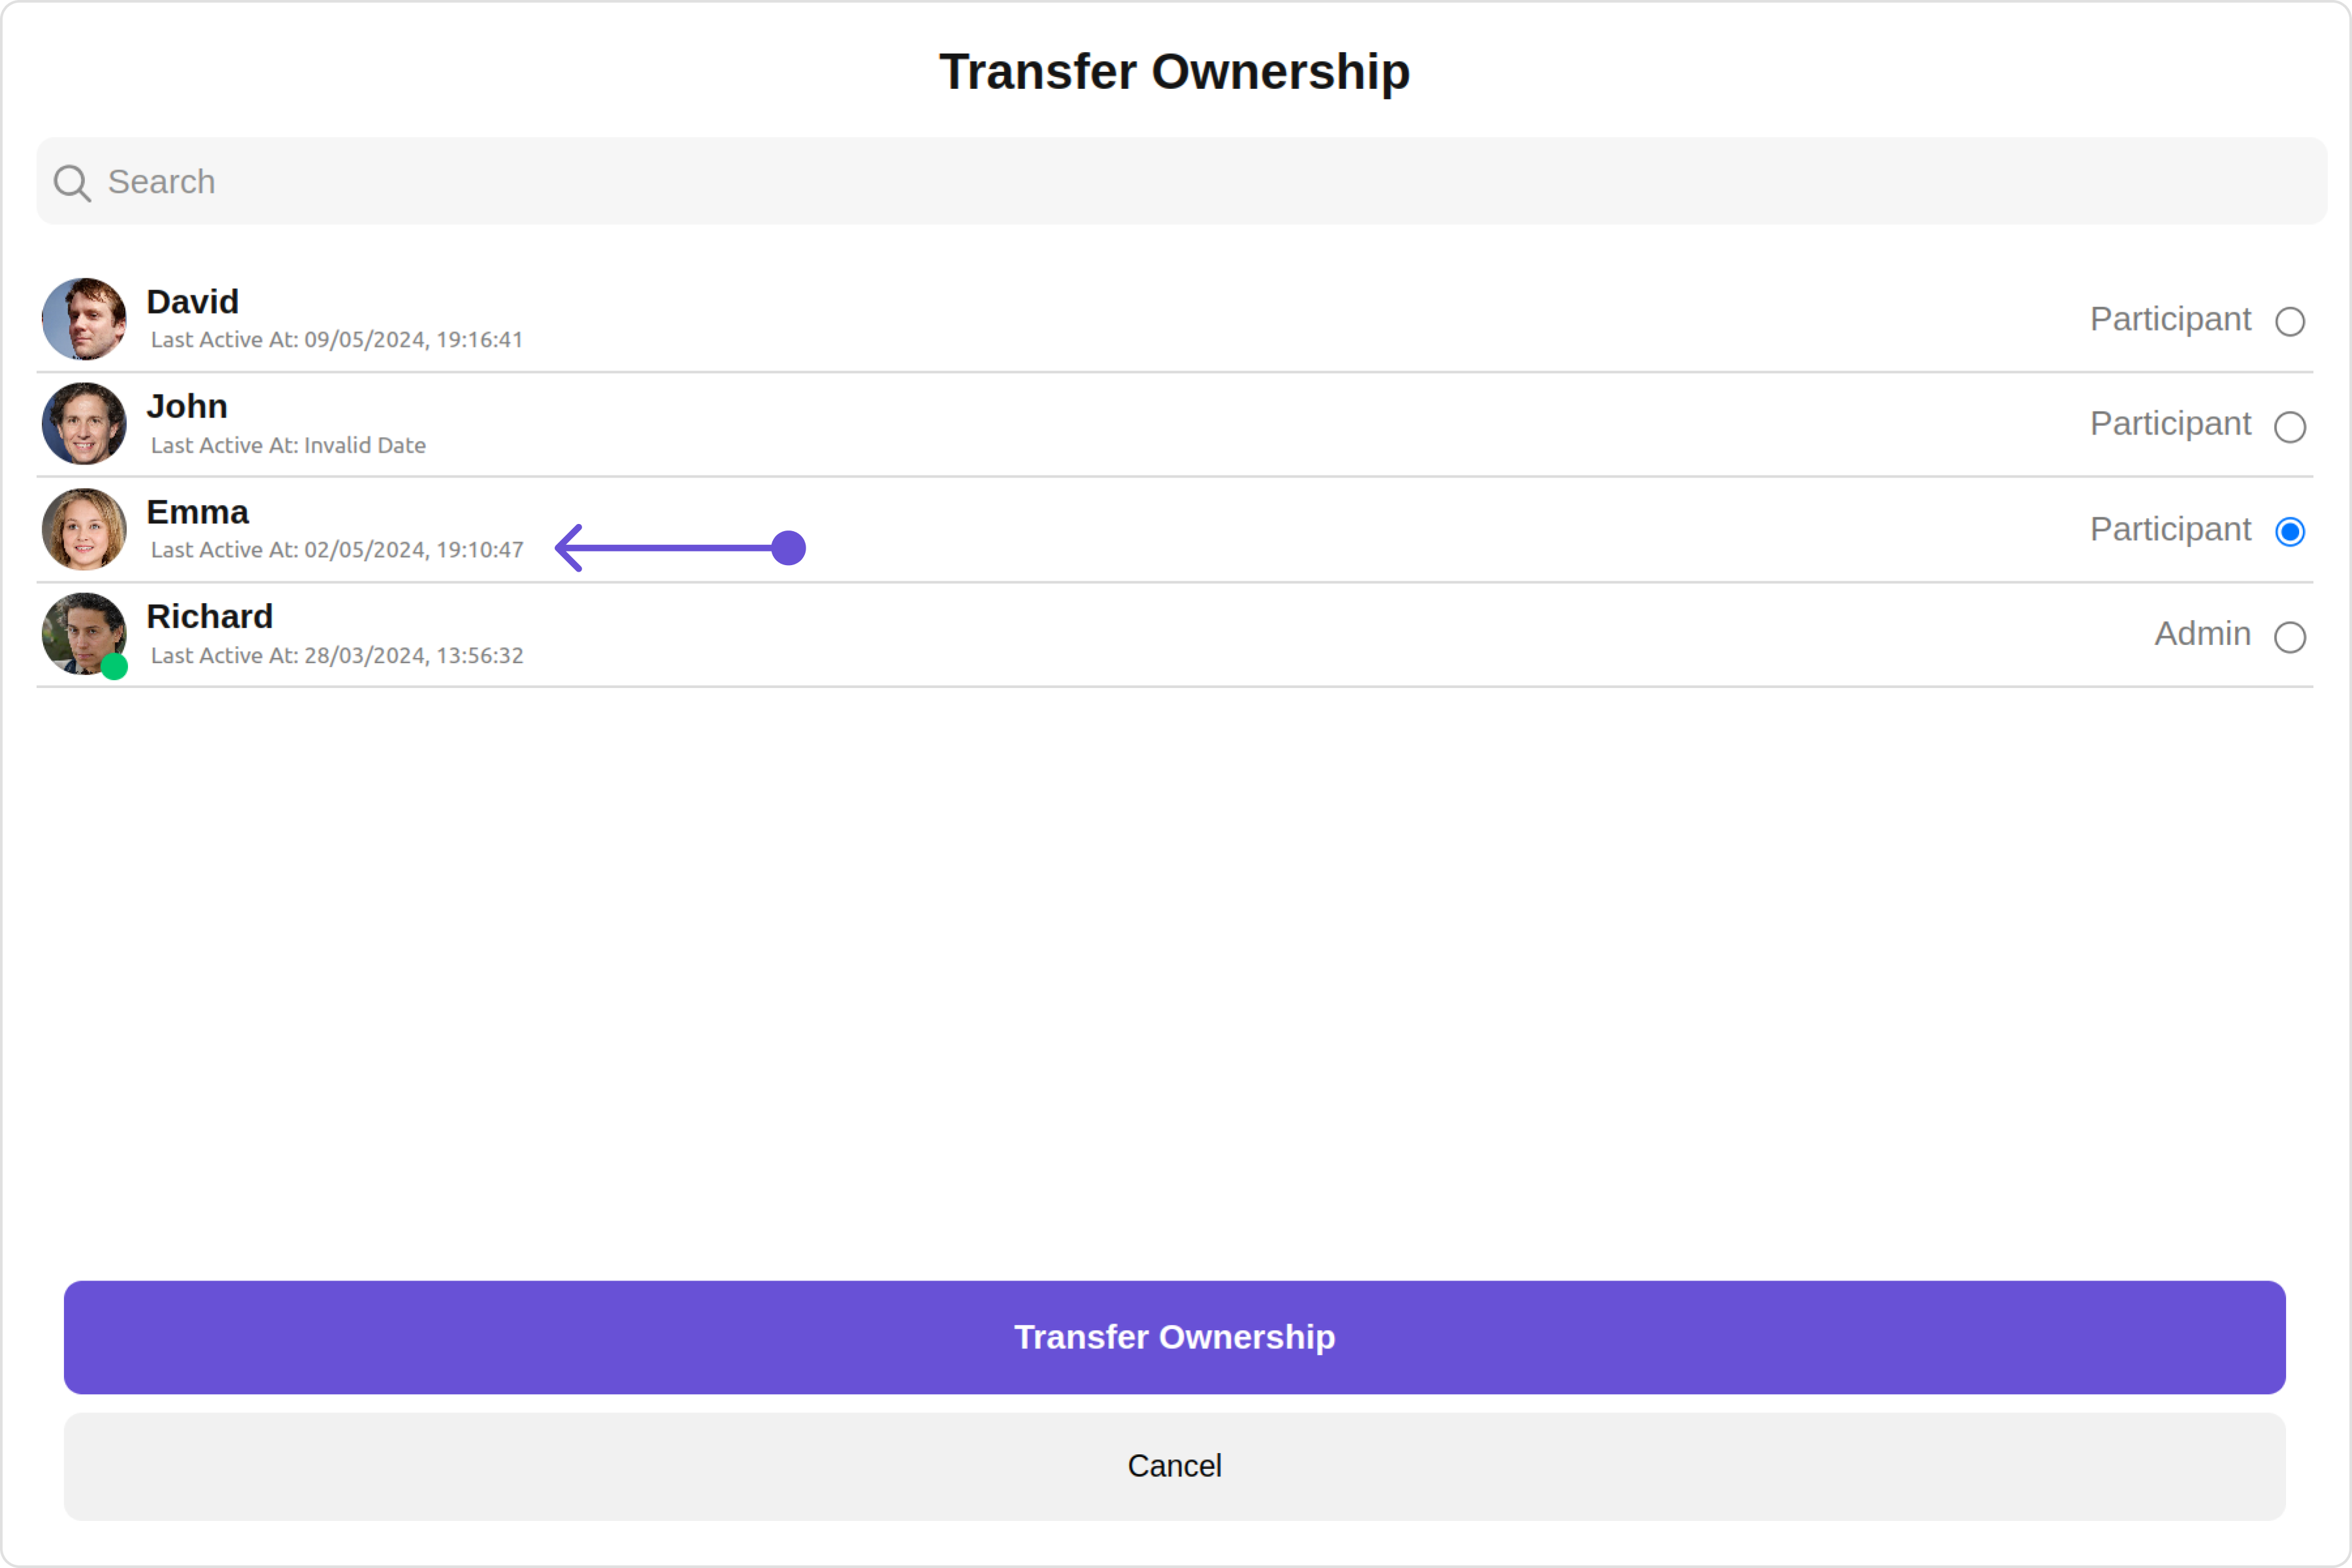 Transfer Ownership
Search
David
Last Active At: 09/05/2024, 19:16:41
Participant
John
Last Active At: Invalid Date
Participant
Emma
Last Active At: 02/05/2024, 19:10:47
Participant
Richard
Last Active At: 28/03/2024, 13:56:32
Admin
Transfer Ownership
Cancel